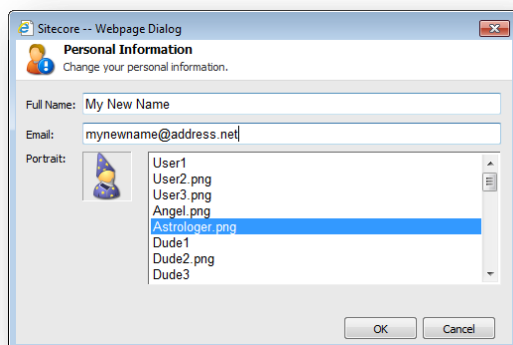 Sitecore -- Webpage Dialog
Personal Information
Change your personal information.
Full Name: My New Name
Email: mynewname@address.net
Portrait:
User1
User2.png
User3.png
Angel.png
Astrologer.png
Dude1
Dude2.png
Dude3
OK Cancel